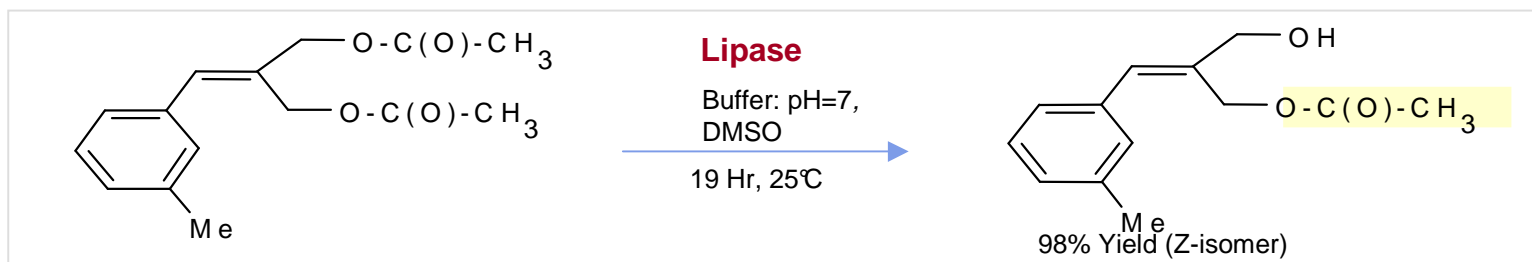 O-C(O)-CH3
O-C(O)-CH3
Me
Lipase
Buffer: pH=7,
DMSO
19 Hr, 25℃
OH
O-C(O)-CH3
Me
98% Yield (Z-isomer)